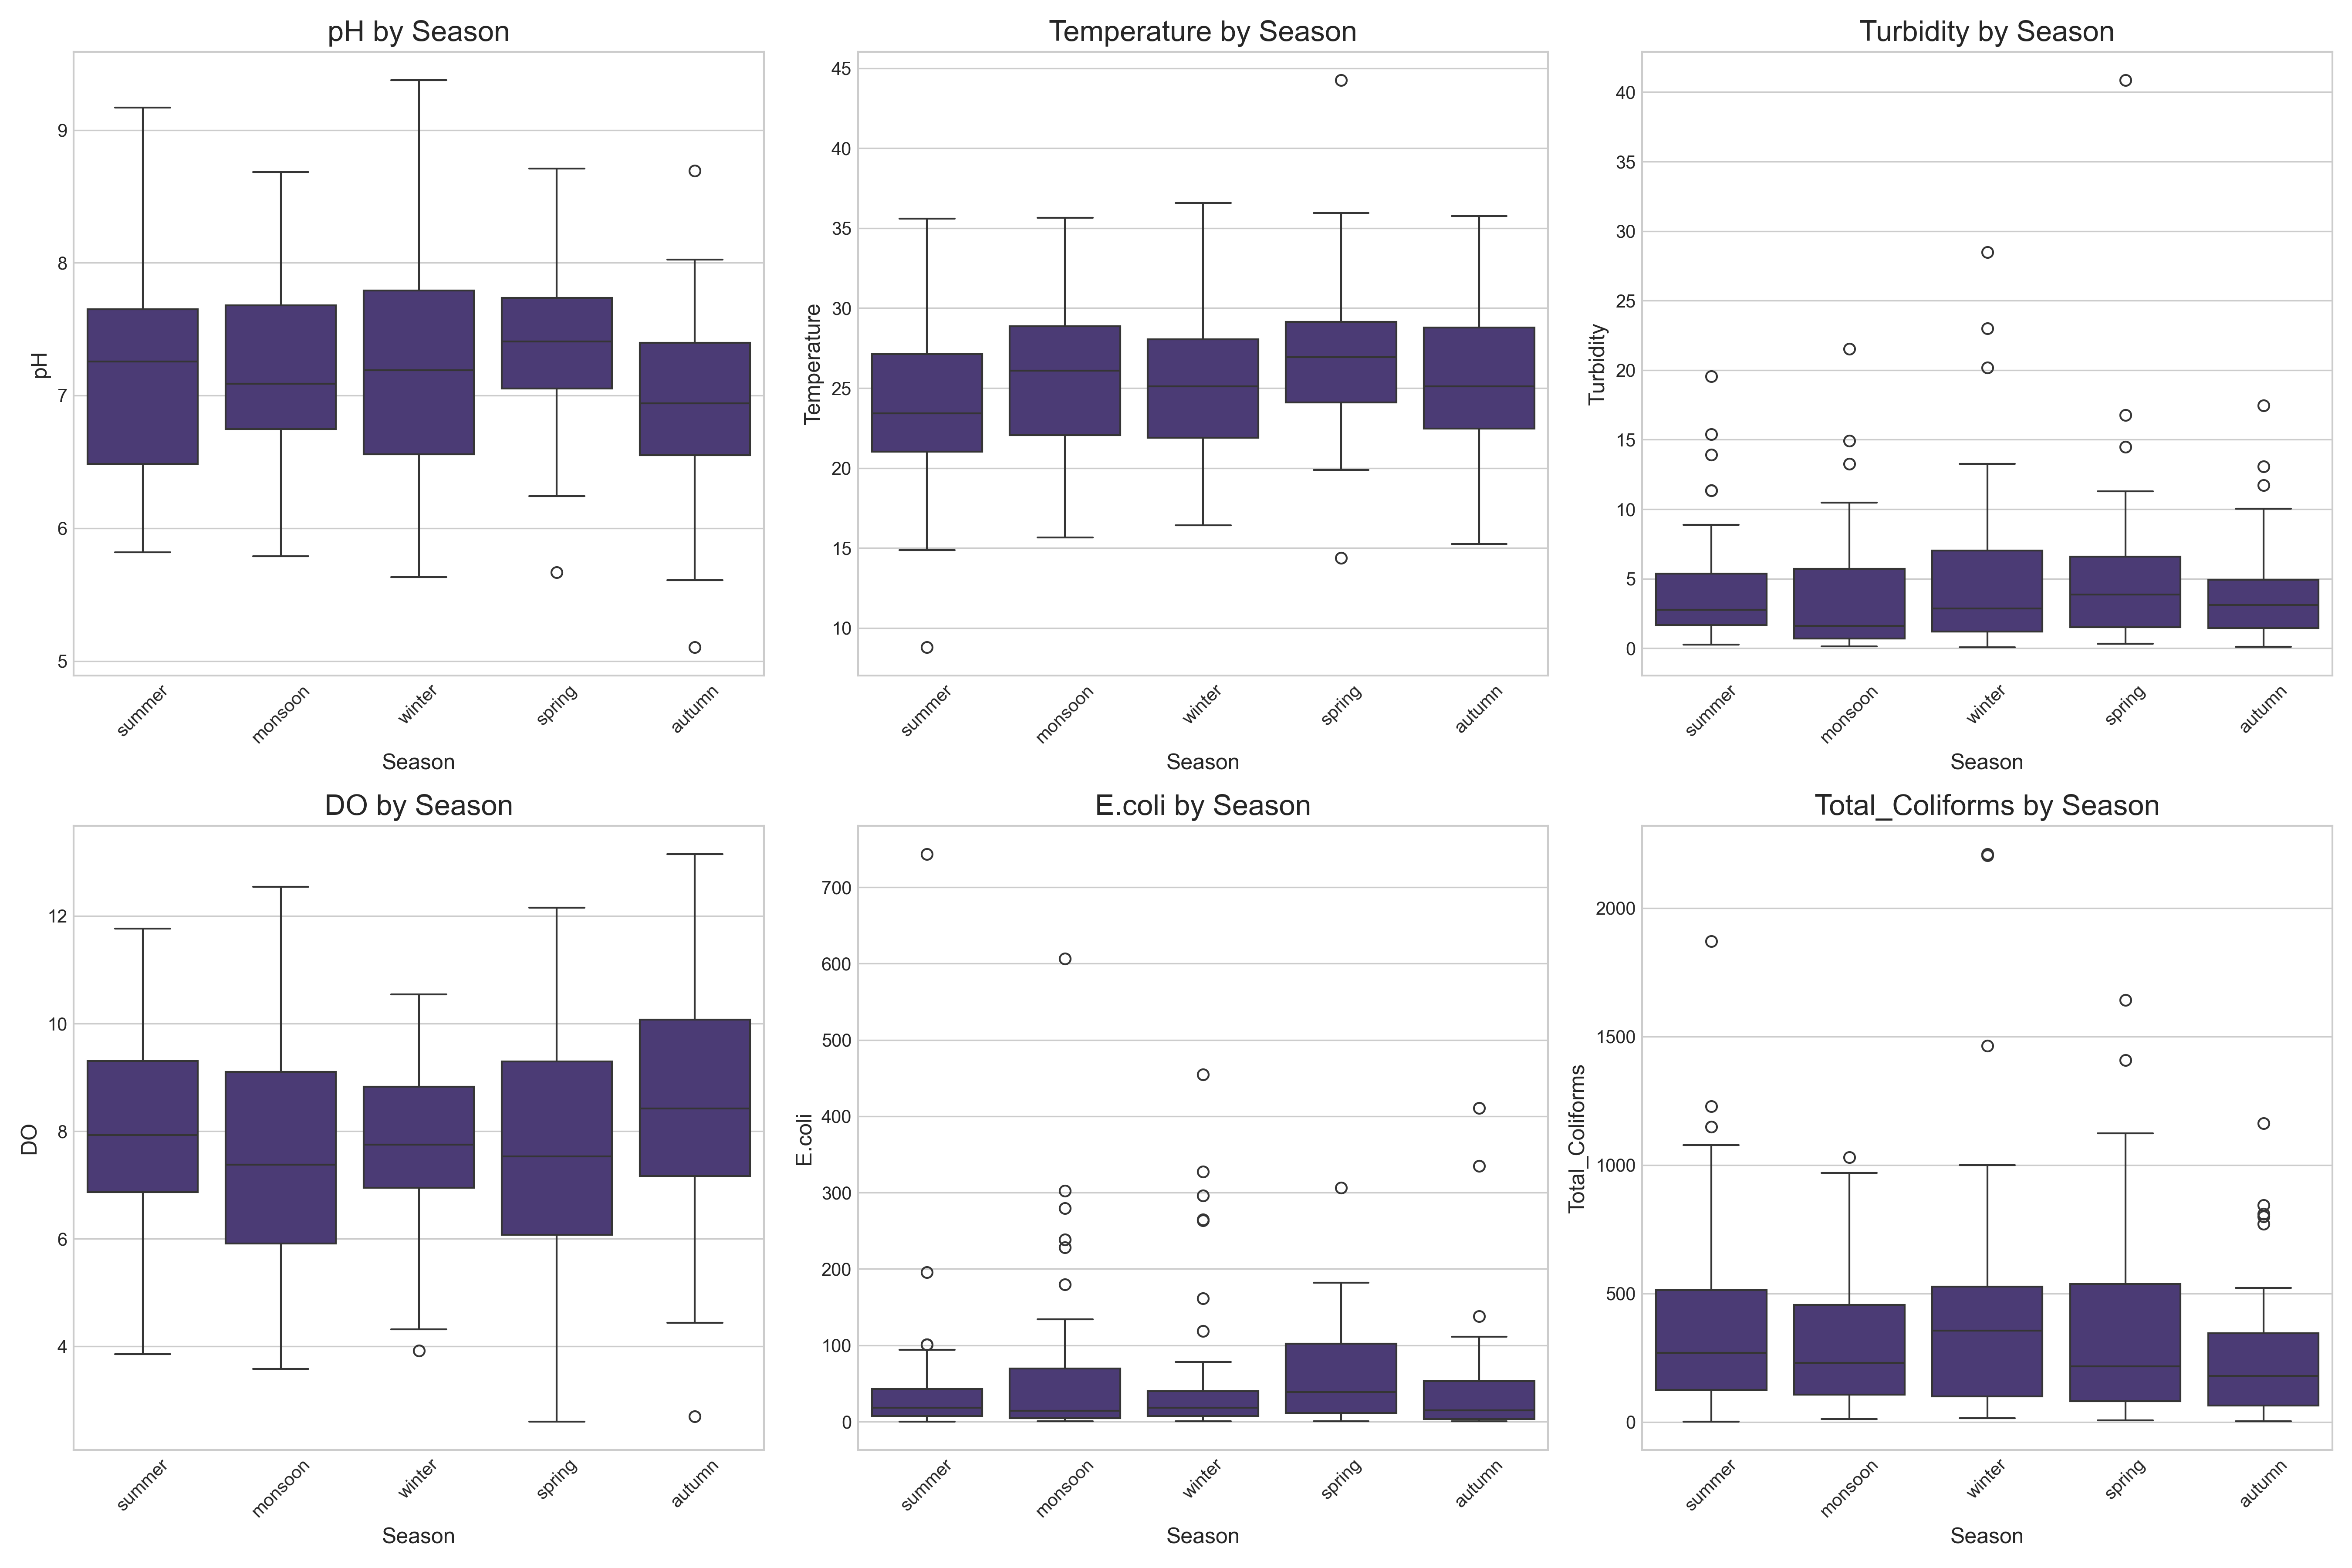 pH by Season
9
8
7
6
5
pH
summer
monsoon
winter
spring
autumn
Season
Temperature by Season
45
40
35
30
25
20
15
10
Temperature
summer
monsoon
winter
spring
autumn
Season
Turbidity by Season
40
35
30
25
20
15
10
5
0
Turbidity
summer
monsoon
winter
spring
autumn
Season
DO by Season
12
10
8
6
4
DO
summer
monsoon
winter
spring
autumn
Season
E.coli by Season
700
600
500
400
300
200
100
0
E.coli
summer
monsoon
winter
spring
autumn
Season
Total_Coliforms by Season
2000
1500
1000
500
0
Total_Coliforms
summer
monsoon
winter
spring
autumn
Season